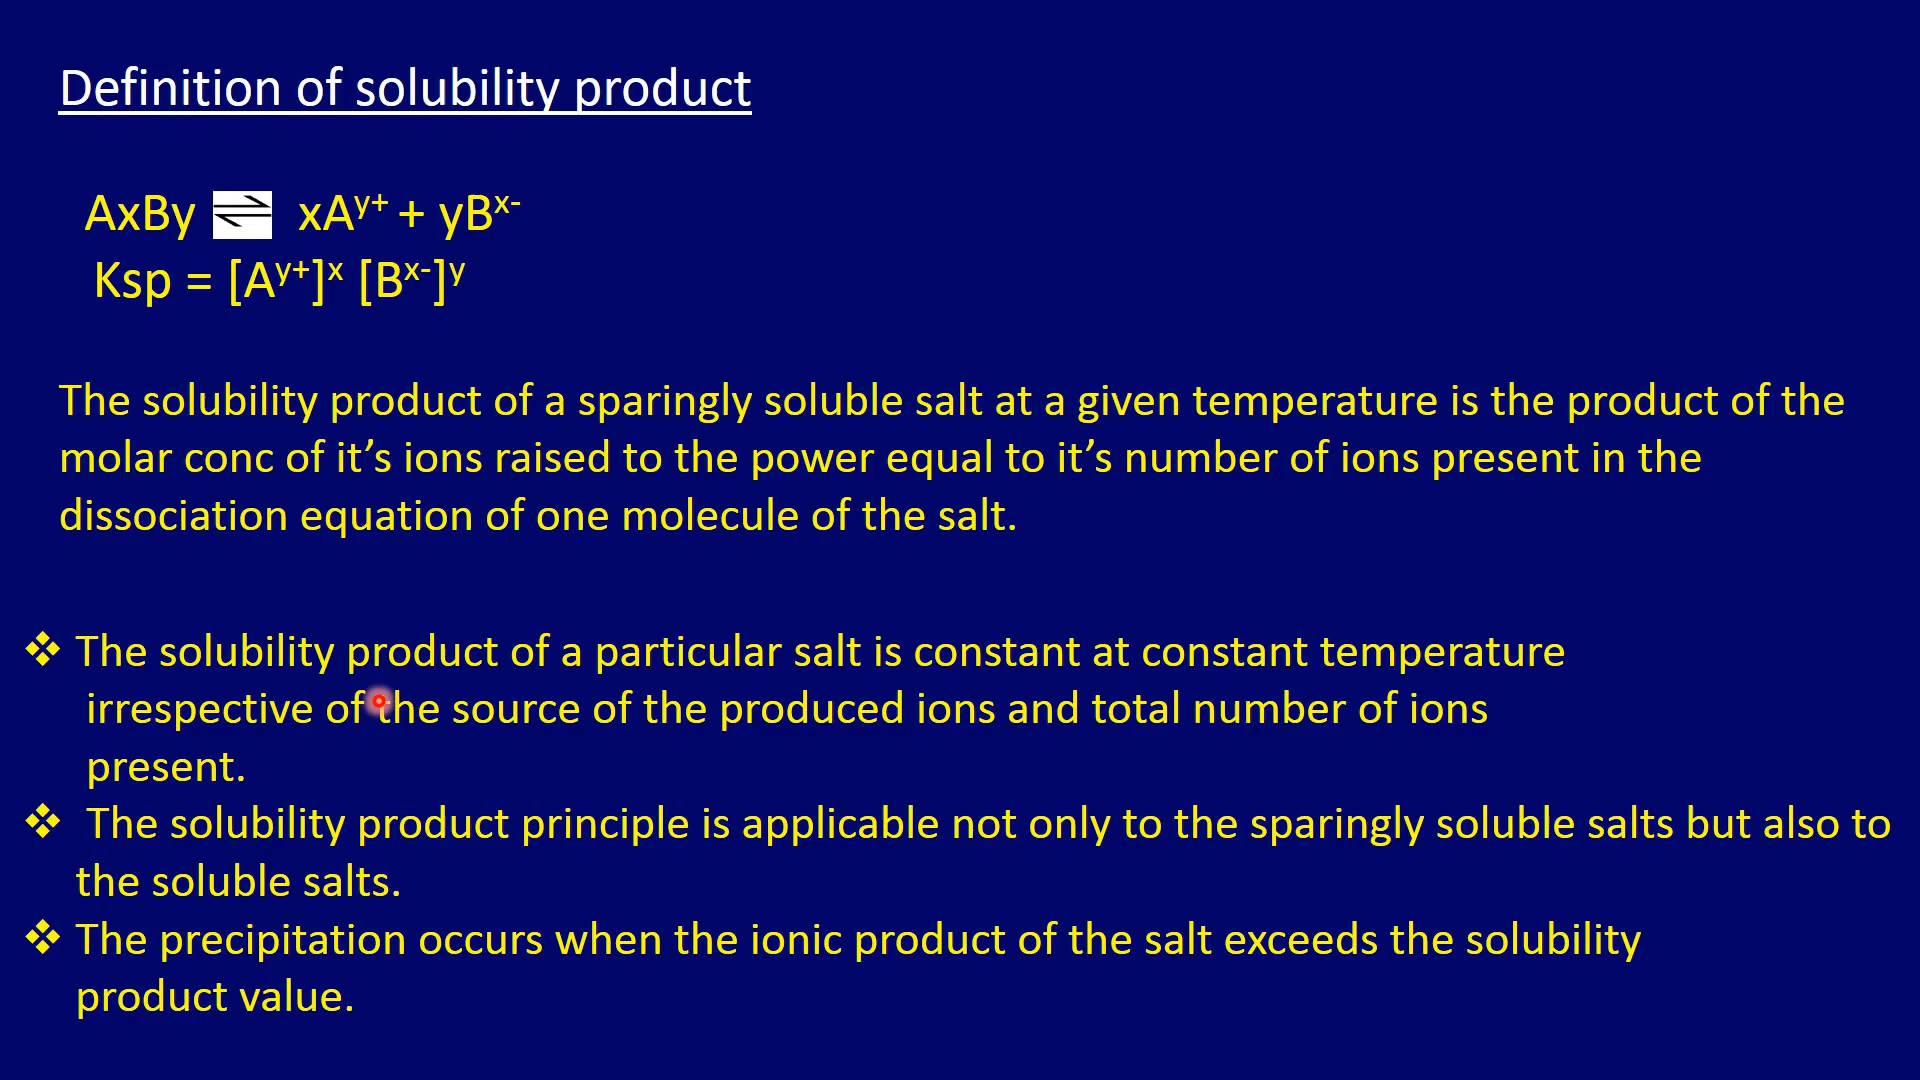 Definition of solubility product
AxBy ⇌ xAʸ⁺ + yBˣ⁻
Ksp = [Aʸ⁺]ˣ [Bˣ⁻]ʸ
The solubility product of a sparingly soluble salt at a given temperature is the product of the
molar conc of it’s ions raised to the power equal to it’s number of ions present in the
dissociation equation of one molecule of the salt.
❖ The solubility product of a particular salt is constant at constant temperature
irrespective of the source of the produced ions and total number of ions
present.
❖ The solubility product principle is applicable not only to the sparingly soluble salts but also to
the soluble salts.
❖ The precipitation occurs when the ionic product of the salt exceeds the solubility
product value.